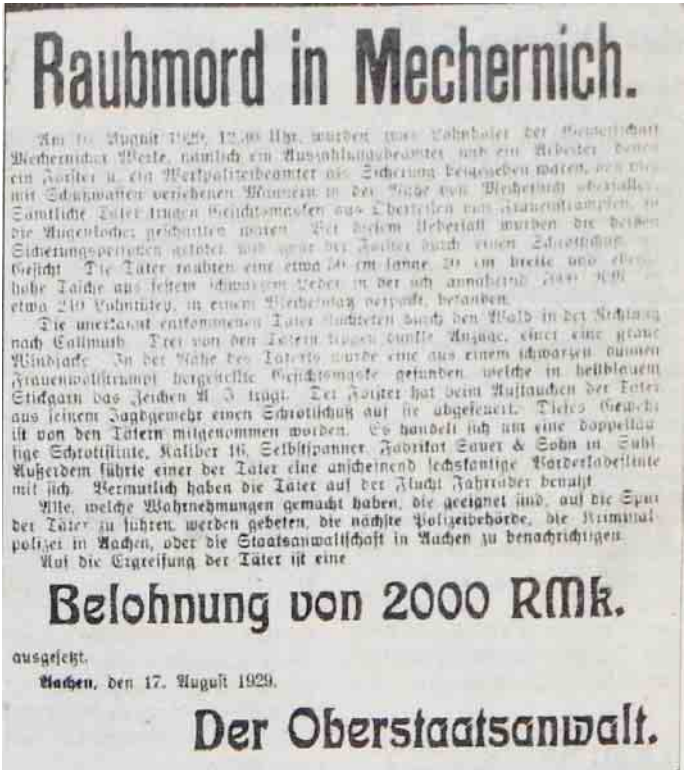 Raubmord in Mechernich.
Am 16. August 1929, 12.30 Uhr, wurden zwei Lohnholer der Gewerkschaft
Mechernicher Werke, nämlich ein Auszahlungsbeamter und ein Arbeiter, denen
ein Förster u. ein Werkpolizeibeamter als Sicherung beigegeben waren, von
mit Schußwaffen versehenen Männern in der Nähe von Mechernich überfallen.
Sämtliche Täter trugen Gesichtsmasken aus Oberteilen von Frauenstrümpfen, in
die Augenlöcher geschnitten waren. Bei diesem Ueberfall wurden die beiden
Sicherungspersonen getötet, und zwar der Förster durch einen Schrotschuß
Gesicht. Die Täter raubten eine etwa 50 cm lange, 20 cm breite und ebenso
hohe Tasche aus festem schwarzem Leder in der sich annähernd RM
etwa 210 Lohntüten, in einem verpackt, befanden.
Die unerkannt entkommenen Täter flüchteten durch den Wald in der Richtung
nach Callmuth. Drei von den Tätern trugen dunkle Anzüge, einer eine graue
Windjacke. In der Nähe des Tatorts wurde eine aus einem schwarzen, dünnen
Frauenwollstrumpf hergestellte Gesichtsmaske gefunden, welche in hellblauem
Stickgarn das Zeichen A J trägt. Der Förster hat beim Auftauchen der Täter
aus seinem Jagdgewehr einen Schrotschuß auf sie abgefeuert. Dieses Gewehr
ist von den Tätern mitgenommen worden. Es handelt sich um eine doppelläu-
fige Schrotflinte, Kaliber 16, Selbstspanner, Fabrikat Sauer & Sohn in Suhl.
Außerdem führte einer der Täter eine anscheinend sechskantige Vorderladeflinte
mit sich. Vermutlich haben die Täter auf der Flucht Fahrräder benutzt
Alle, welche Wahrnehmungen gemacht haben, die geeignet sind, auf die Spur
der Täter zu führen, werden gebeten, die nächste Polizeibehörde, die Kriminal-
polizei in Aachen, oder die Staatsanwaltschaft in Aachen zu benachrichtigen.
Auf die Ergreifung der Täter ist eine
Belohnung von 2000 RMk.
ausgesetzt.
Aachen, den 17. August 1929.
Der Oberstaatsanwalt.